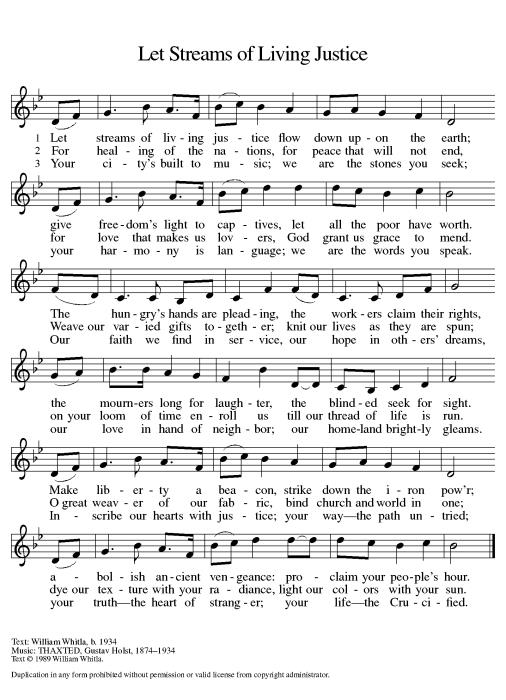 Let Streams of Living Justice
1 Let streams of liv - ing jus - tice flow down up - on the earth;
2 For heal - ing of the na - tions, for peace that will not end,
3 Your ci - ty's built to mu - sic; we are the stones you seek;
give free - dom's light to cap - tives, let all the poor have worth.
for love that makes us lov - ers, God grant us grace to mend.
your har - mo - ny is lan - guage; we are the words you speak.
The hun - gry's hands are plead - ing, the work - ers claim their rights,
Weave our var - ied gifts to - geth - er; knit our lives as they are spun;
Our faith we find in ser - vice, our hope in oth - ers' dreams,
the mourn - ers long for laugh - ter, the blind - ed seek for sight.
on your loom of time en - roll us till our thread of life is run.
our love in hand of neigh - bor; our home - land bright - ly gleams.
Make lib - er - ty a bea - con, strike down the i - ron pow'r;
O great weav - er of our fab - ric, bind church and world in one;
In - scribe our hearts with jus - tice; your way—the path un - tried;
a - bol - ish an - cient ven - geance: pro - claim your peo - ple's hour.
dye our tex - ture with your ra - diance, light our col - ors with your sun.
your truth—the heart of strang - er; your life—the Cru - ci - fied.
Text: William Whitla, b. 1934
Music: THAXTED, Gustav Holst, 1874–1934
Text © 1989 William Whitla.
Duplication in any form prohibited without permission or valid license from copyright administrator.